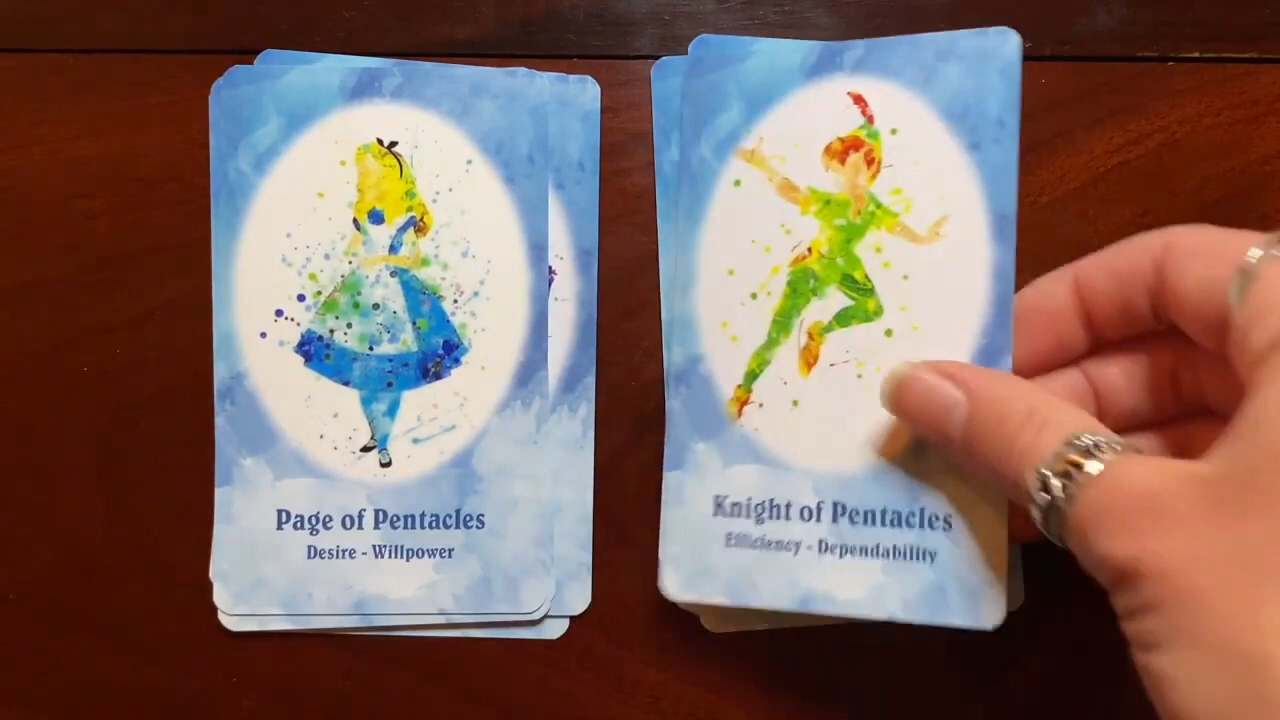 Page of Pentacles
Desire - Willpower
Knight of Pentacles
Efficiency - Dependability